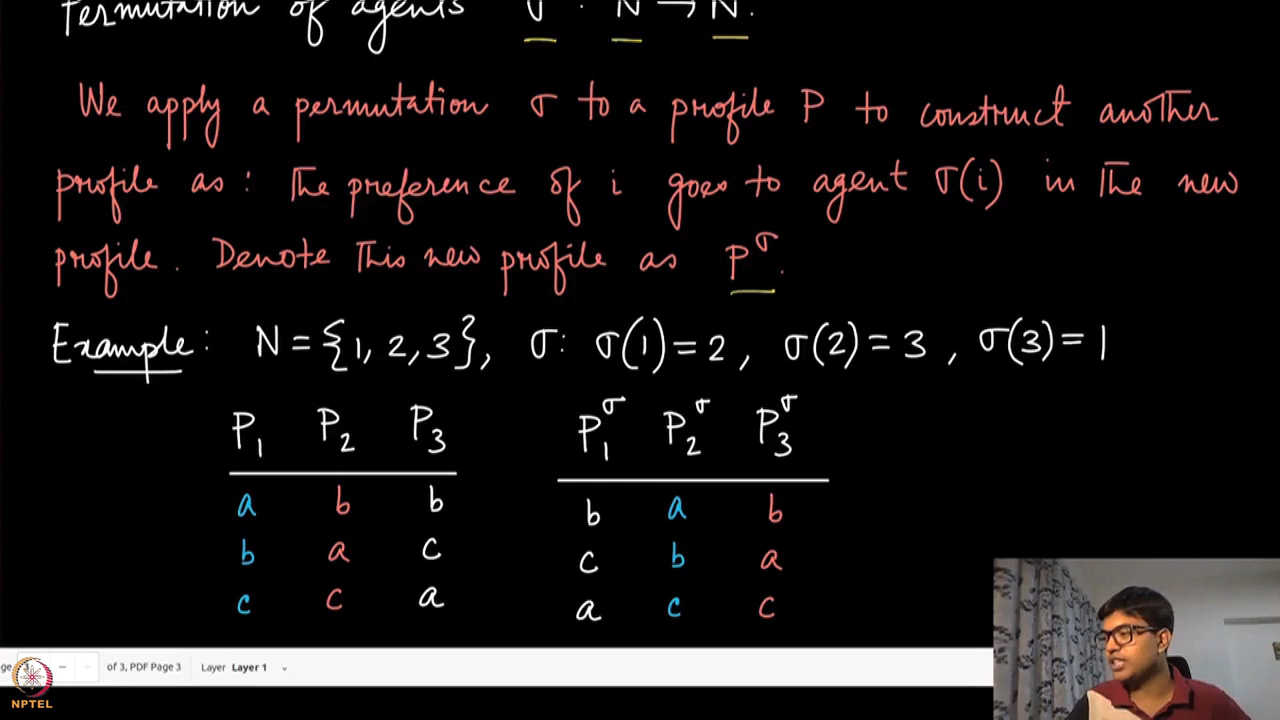 Permutation of agents σ : N → N.
We apply a permutation σ to a profile P to construct another
profile as : The preference of i goes to agent σ(i) in the new
profile. Denote this new profile as P^σ.
Example: N = {1, 2, 3}, σ: σ(1) = 2, σ(2) = 3, σ(3) = 1
P₁ P₂ P₃ P₁^σ P₂^σ P₃^σ
a b b b a b
b a c c b a
c c a a c c
of 3, PDF Page 3 Layer Layer 1
NPTEL